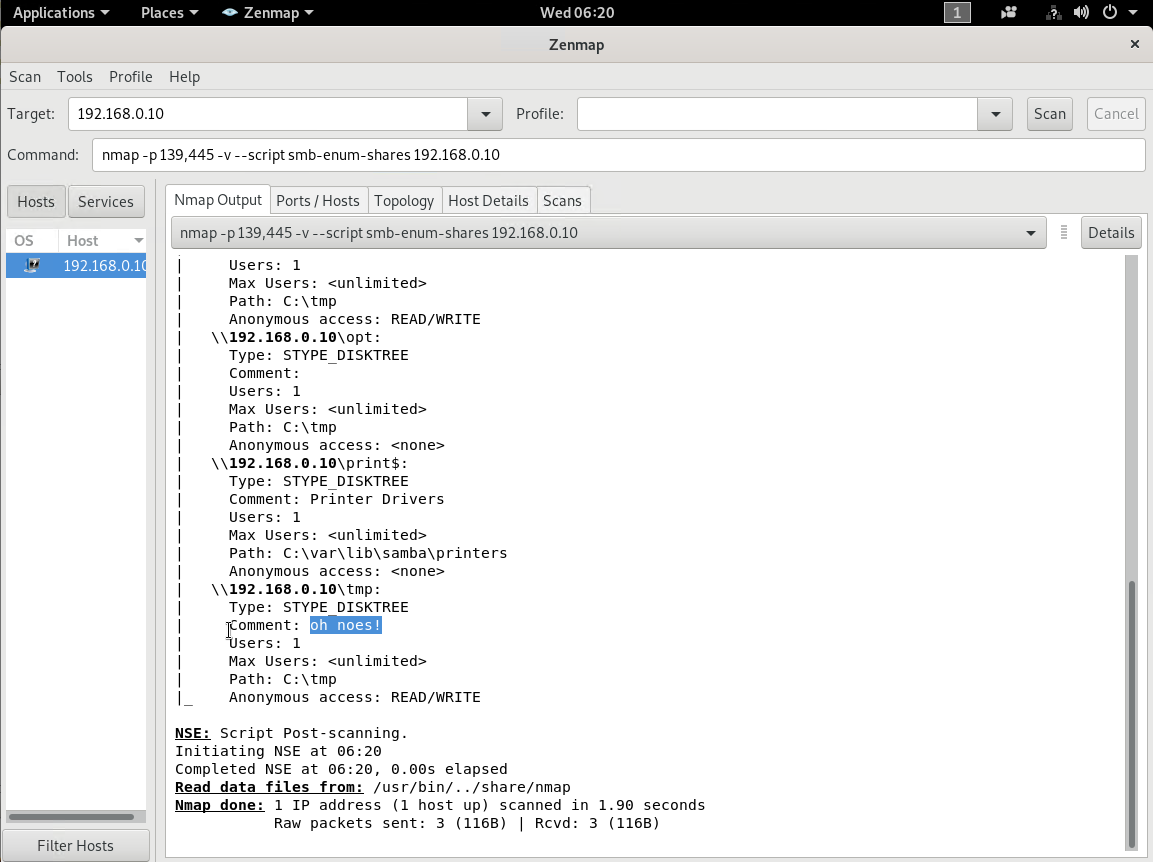 Applications Places Zenmap Wed 06:20 1
Zenmap
Scan Tools Profile Help
Target: 192.168.0.10 Profile: Scan Cancel
Command: nmap -p 139,445 -v --script smb-enum-shares 192.168.0.10
Hosts Services
Nmap Output Ports / Hosts Topology Host Details Scans
OS Host
192.168.0.10
nmap -p 139,445 -v --script smb-enum-shares 192.168.0.10 Details
|     Users: 1
|     Max Users: <unlimited>
|     Path: C:\tmp
|     Anonymous access: READ/WRITE
|   \\192.168.0.10\opt:
|     Type: STYPE_DISKTREE
|     Comment:
|     Users: 1
|     Max Users: <unlimited>
|     Path: C:\tmp
|     Anonymous access: <none>
|   \\192.168.0.10\print$:
|     Type: STYPE_DISKTREE
|     Comment: Printer Drivers
|     Users: 1
|     Max Users: <unlimited>
|     Path: C:\var\lib\samba\printers
|     Anonymous access: <none>
|   \\192.168.0.10\tmp:
|     Type: STYPE_DISKTREE
|     Comment: oh noes!
|     Users: 1
|     Max Users: <unlimited>
|     Path: C:\tmp
|_    Anonymous access: READ/WRITE
NSE: Script Post-scanning.
Initiating NSE at 06:20
Completed NSE at 06:20, 0.00s elapsed
Read data files from: /usr/bin/../share/nmap
Nmap done: 1 IP address (1 host up) scanned in 1.90 seconds
Raw packets sent: 3 (116B) | Rcvd: 3 (116B)
Filter Hosts